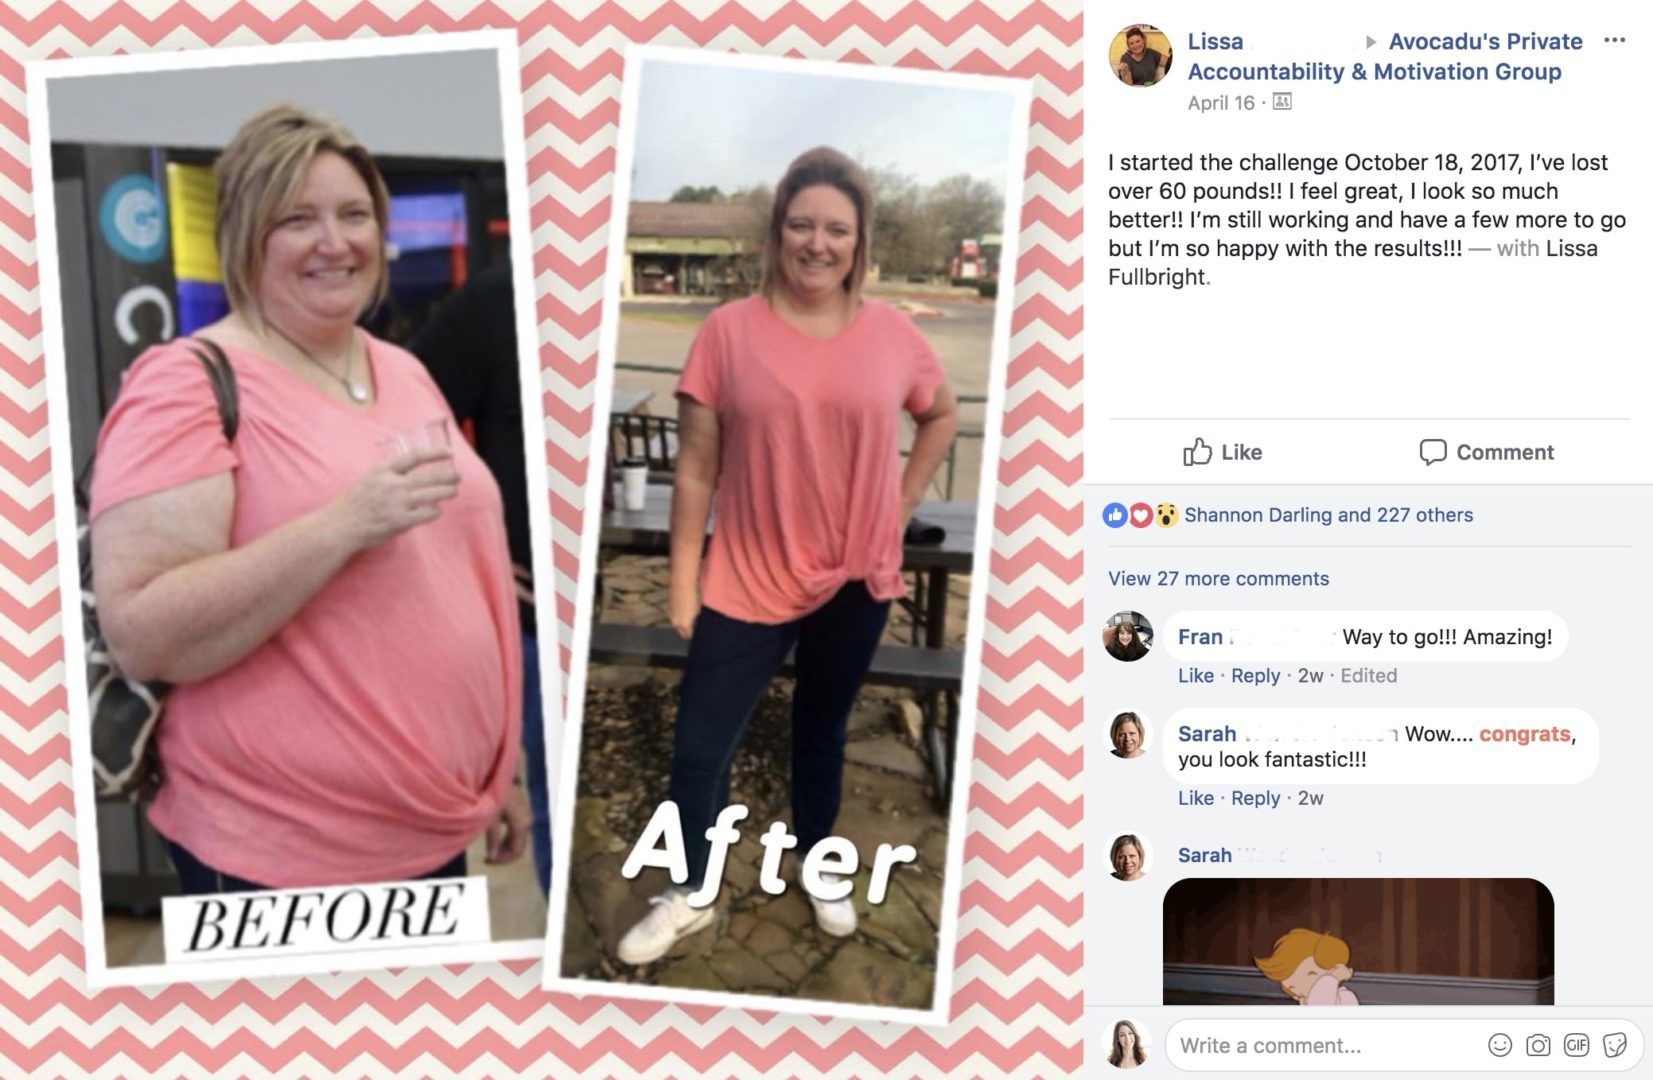 BEFORE
After
Lissa
Avocadu's Private
Accountability & Motivation Group
April 16 ·
I started the challenge October 18, 2017, I've lost
over 60 pounds!! I feel great, I look so much
better!! I'm still working and have a few more to go
but I'm so happy with the results!!! — with Lissa
Fullbright.
Like
Comment
Shannon Darling and 227 others
View 27 more comments
Fran Way to go!!! Amazing!
Like · Reply · 2w · Edited
Sarah Wow.... congrats,
you look fantastic!!!
Like · Reply · 2w
Sarah
Write a comment...
GIF